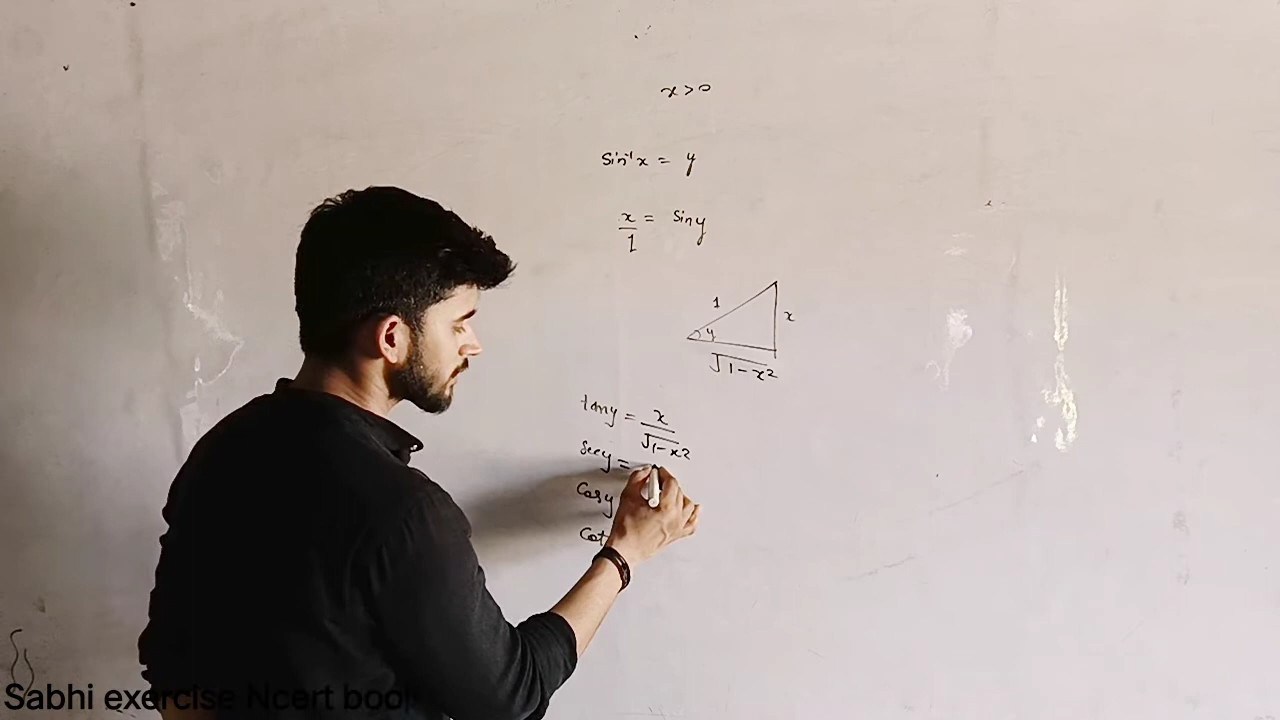 x > 0
Sin⁻¹x = y
x/1 = Sin y
1
x
y
√1-x²
tan y = x/√1-x²
Sec y =
Cos y
Cot
Sabhi exercise Ncert boo